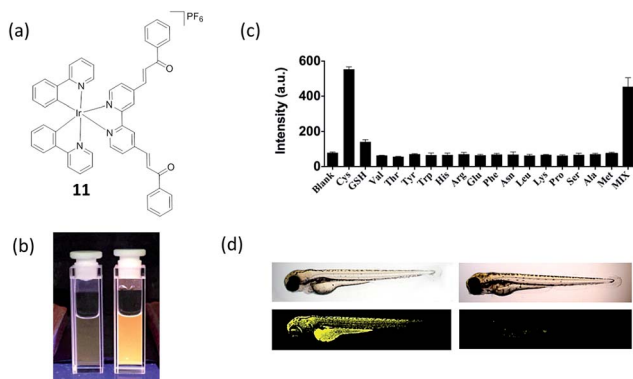 (a)
PF6
O
N
N
Ir
N
N
O
11
(b)
(c)
Intensity (a.u.)
600
400
200
0
Blank
Cys
GSH
Val
Thr
Tyr
Trp
His
Arg
Glu
Phe
Asn
Leu
Lys
Pro
Ser
Ala
Met
MIX
(d)